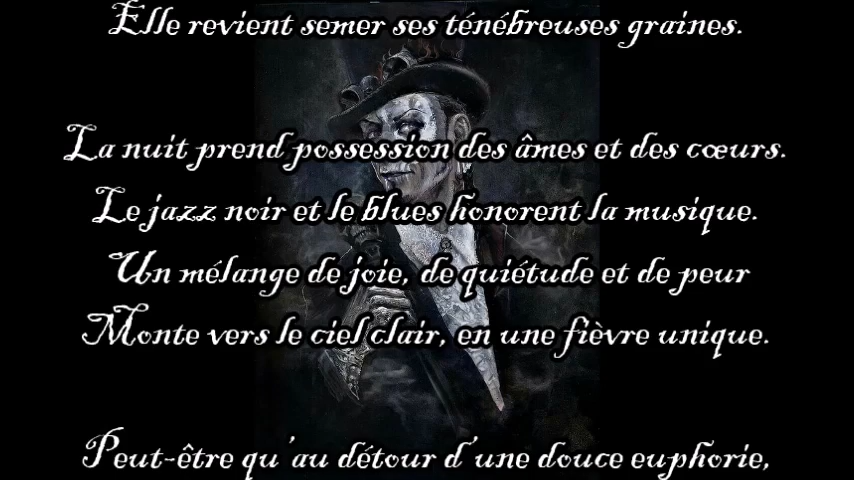 Elle revient semer ses ténébreuses graines.
La nuit prend possession des âmes et des cœurs.
Le jazz noir et le blues honorent la musique.
Un mélange de joie, de quiétude et de peur
Monte vers le ciel clair, en une fièvre unique.
Peut-être qu'au détour d'une douce euphorie,